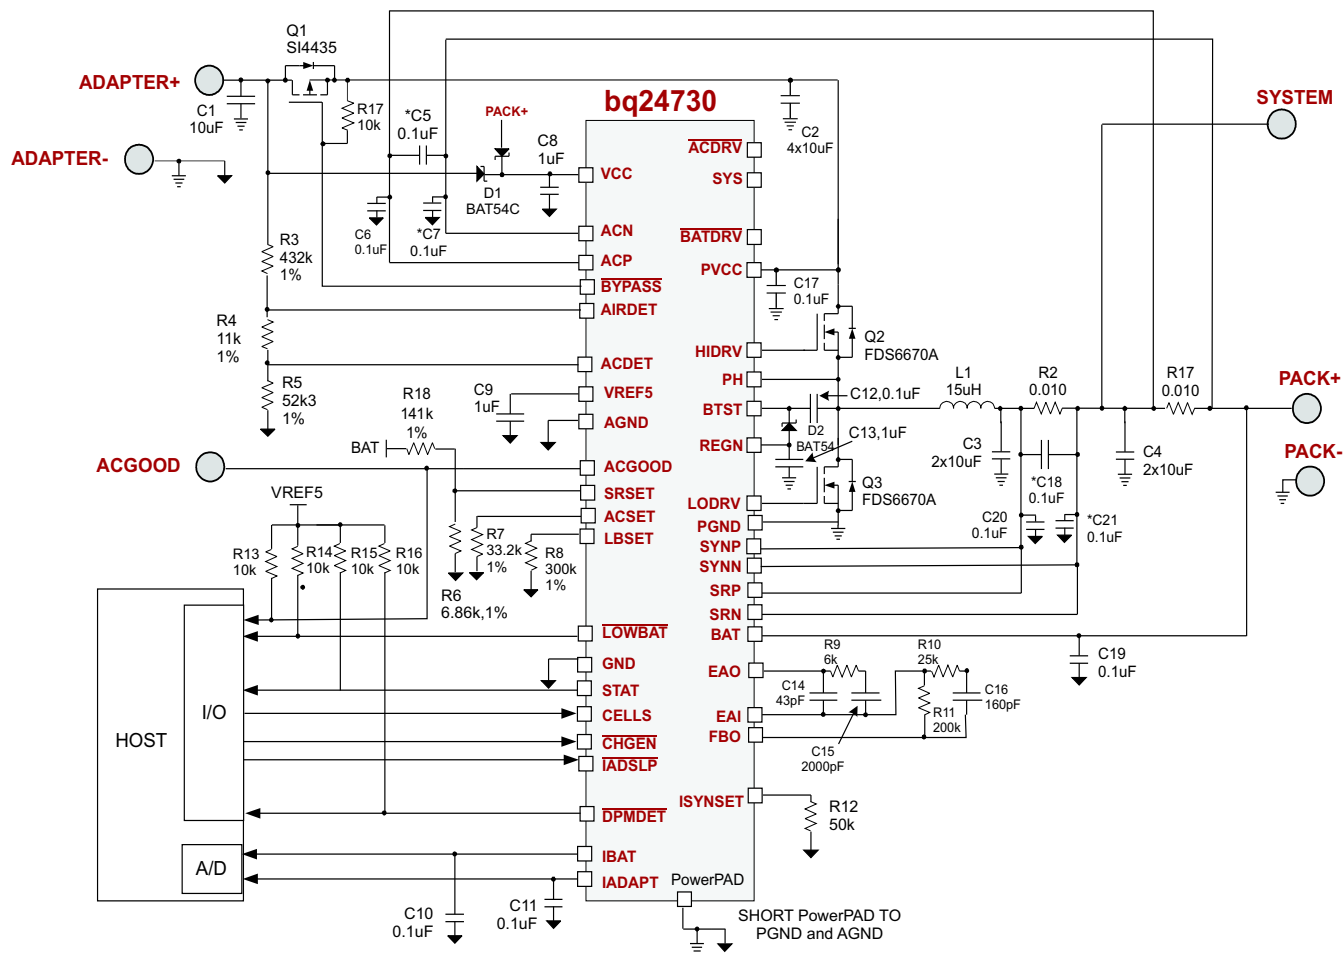 Q1
SI4435
ADAPTER+
C1
10uF
R17
10k
*C5
0.1uF
PACK+
C8
1uF
bq24730
C2
4x10uF
SYSTEM
ADAPTER-
D1
BAT54C
VCC
ACDRV
SYS
C6
0.1uF
*C7
0.1uF
ACN
BATDRV
R3
432k
1%
ACP
PVCC
C17
0.1uF
BYPASS
AIRDET
R4
11k
1%
HIDRV
Q2
FDS6670A
ACDET
PH
R5
52k3
1%
R18
141k
1%
C9
1uF
VREF5
BTST
C12,0.1uF
L1
15uH
R2
0.010
R17
0.010
PACK+
AGND
D2
BAT54
C13,1uF
BAT
REGN
C3
2x10uF
C4
2x10uF
PACK-
ACGOOD
ACGOOD
*C18
0.1uF
Q3
FDS6670A
VREF5
SRSET
LODRV
ACSET
PGND
C20
0.1uF
*C21
0.1uF
LBSET
SYNP
R13
10k
R14
10k
R15
10k
R16
10k
R7
33.2k
1%
R8
300k
1%
SYNN
R6
6.86k,1%
SRP
SRN
LOWBAT
BAT
GND
EAO
R9
6k
R10
25k
C19
0.1uF
STAT
C14
43pF
C16
160pF
I/O
CELLS
EAI
R11
200k
HOST
CHGEN
FBO
C15
2000pF
IADSLP
ISYNSET
R12
50k
DPMDET
A/D
IBAT
IADAPT
PowerPAD
C10
0.1uF
C11
0.1uF
SHORT PowerPAD TO
PGND and AGND